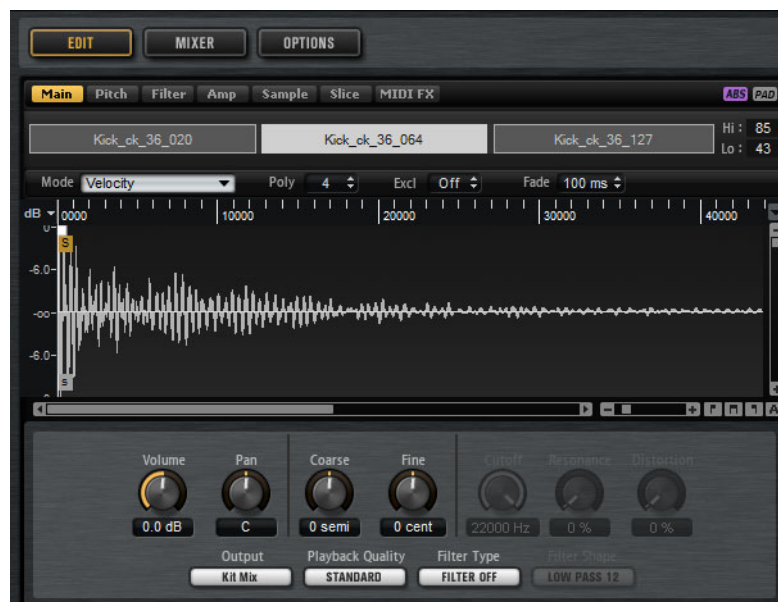 EDIT MIXER OPTIONS
Main Pitch Filter Amp Sample Slice MIDI FX ABS PAD
Kick_ck_36_020 Kick_ck_36_064 Kick_ck_36_127 Hi : 85
Lo : 43
Mode Velocity Poly 4 Excl Off Fade 100 ms
dB 0000 10000 20000 30000 40000
0-
S
-6.0-
-oo-
-6.0-
s
A
Volume Pan Coarse Fine Cutoff Resonance Distortion
0.0 dB C 0 semi 0 cent 22000 Hz 0 % 0 %
Output Playback Quality Filter Type Filter Shape
Kit Mix STANDARD FILTER OFF LOW PASS 12